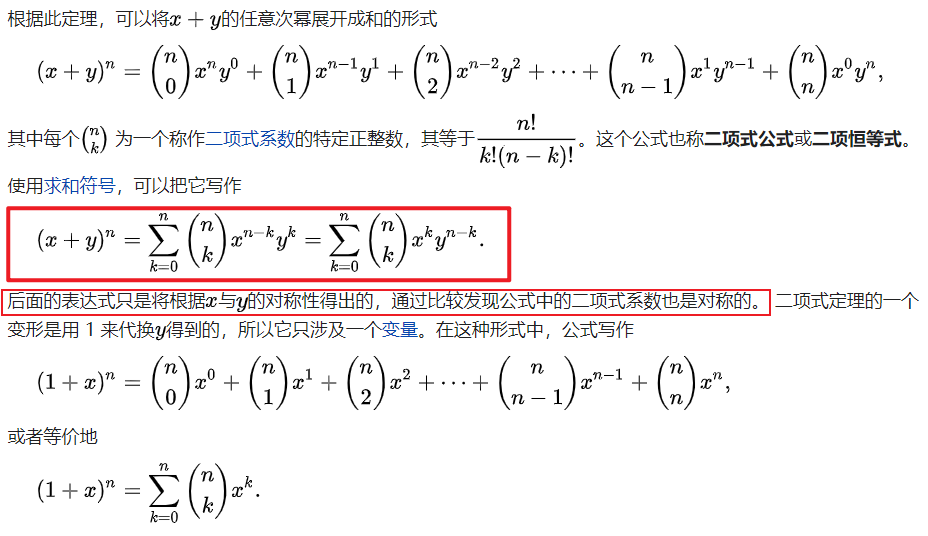 根据此定理，可以将x + y的任意次幂展开成和的形式
(x + y)^n = \binom{n}{0} x^n y^0 + \binom{n}{1} x^{n-1} y^1 + \binom{n}{2} x^{n-2} y^2 + \cdots + \binom{n}{n-1} x^1 y^{n-1} + \binom{n}{n} x^0 y^n,
其中每个\binom{n}{k} 为一个称作二项式系数的特定正整数，其等于\frac{n!}{k!(n-k)!}。这个公式也称二项式公式或二项恒等式。
使用求和符号，可以把它写作
(x + y)^n = \sum_{k=0}^{n} \binom{n}{k} x^{n-k} y^k = \sum_{k=0}^{n} \binom{n}{k} x^k y^{n-k}.
后面的表达式只是将根据x与y的对称性得出的，通过比较发现公式中的二项式系数也是对称的。 二项式定理的一个
变形是用 1 来代换y得到的，所以它只涉及一个变量。在这种形式中，公式写作
(1 + x)^n = \binom{n}{0} x^0 + \binom{n}{1} x^1 + \binom{n}{2} x^2 + \cdots + \binom{n}{n-1} x^{n-1} + \binom{n}{n} x^n,
或者等价地
(1 + x)^n = \sum_{k=0}^{n} \binom{n}{k} x^k.